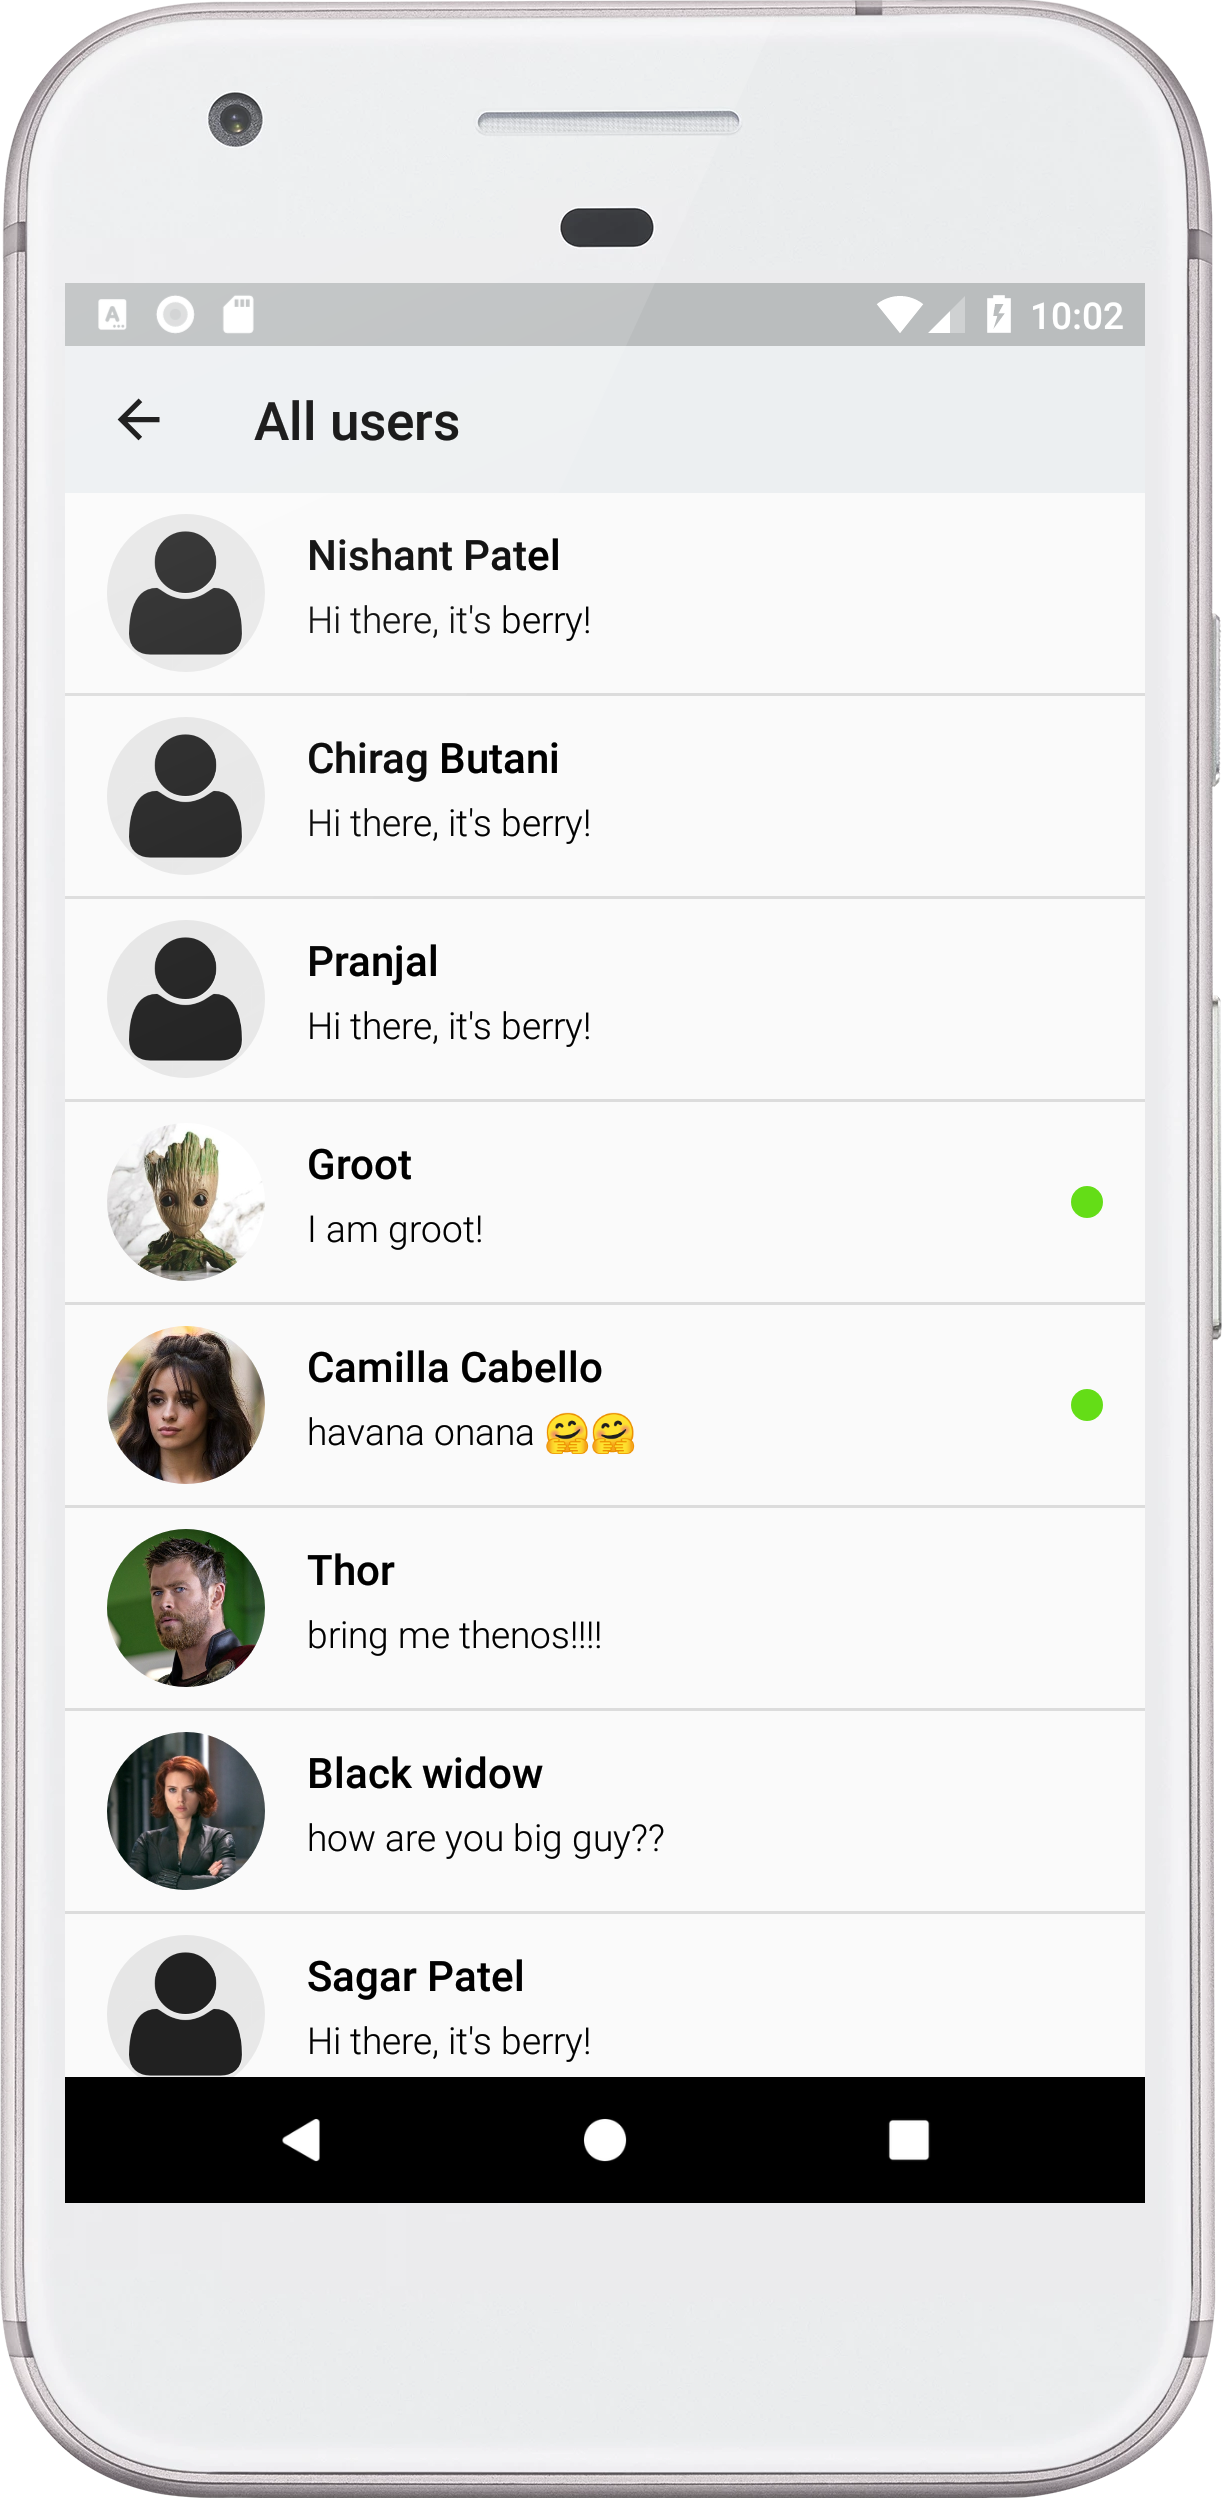 10:02
All users
Nishant Patel
Hi there, it's berry!
Chirag Butani
Hi there, it's berry!
Pranjal
Hi there, it's berry!
Groot
I am groot!
Camilla Cabello
havana onana 🤗🤗
Thor
bring me thenos!!!!
Black widow
how are you big guy??
Sagar Patel
Hi there, it's berry!